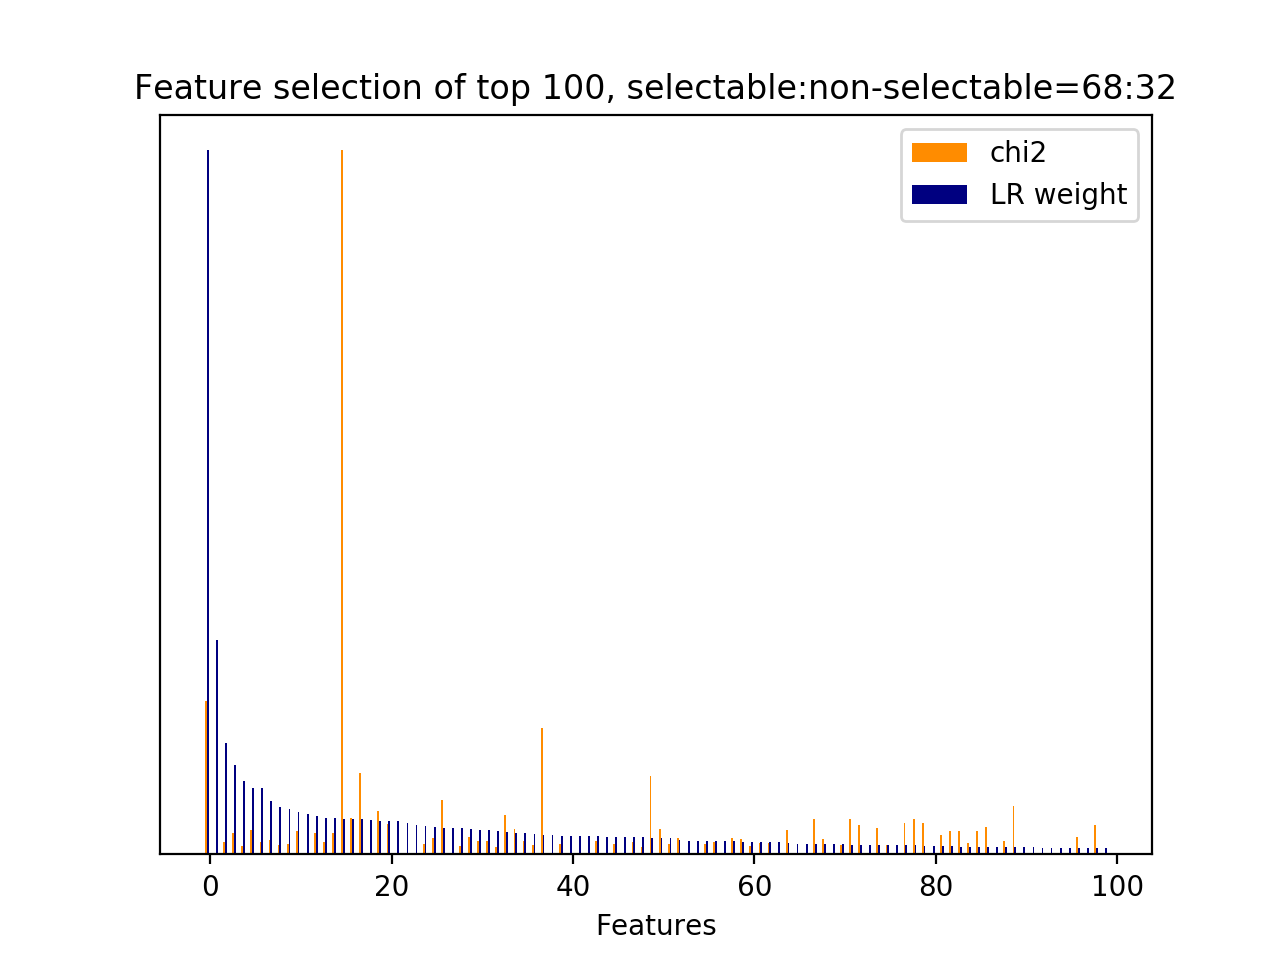 Feature selection of top 100, selectable:non-selectable=68:32
chi2
LR weight
0 20 40 60 80 100
Features